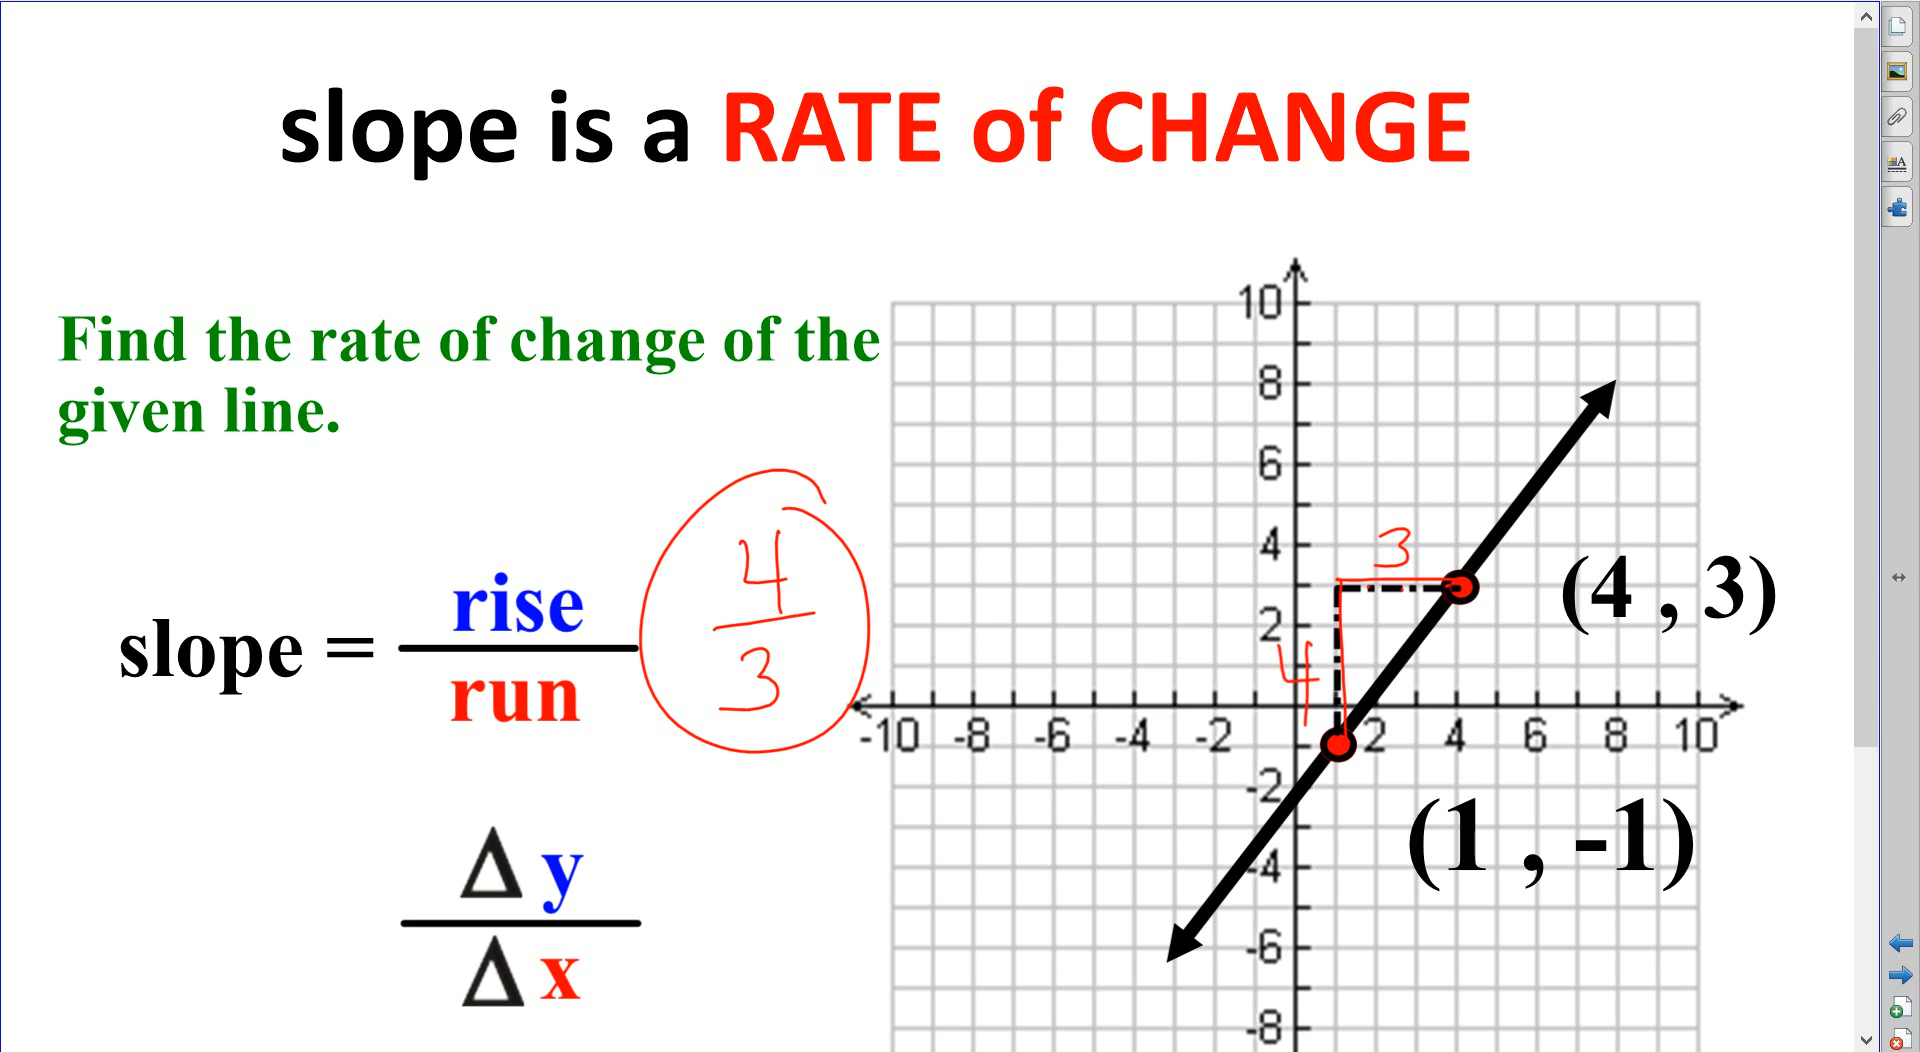 slope is a RATE of CHANGE
Find the rate of change of the
given line.
slope = rise
run
4
3
Δ y
Δ x
10
8
6
4
2
-10 -8 -6 -4 -2 2 4 6 8 10
-2
-4
-6
-8
3
4
(4 , 3)
(1 , -1)